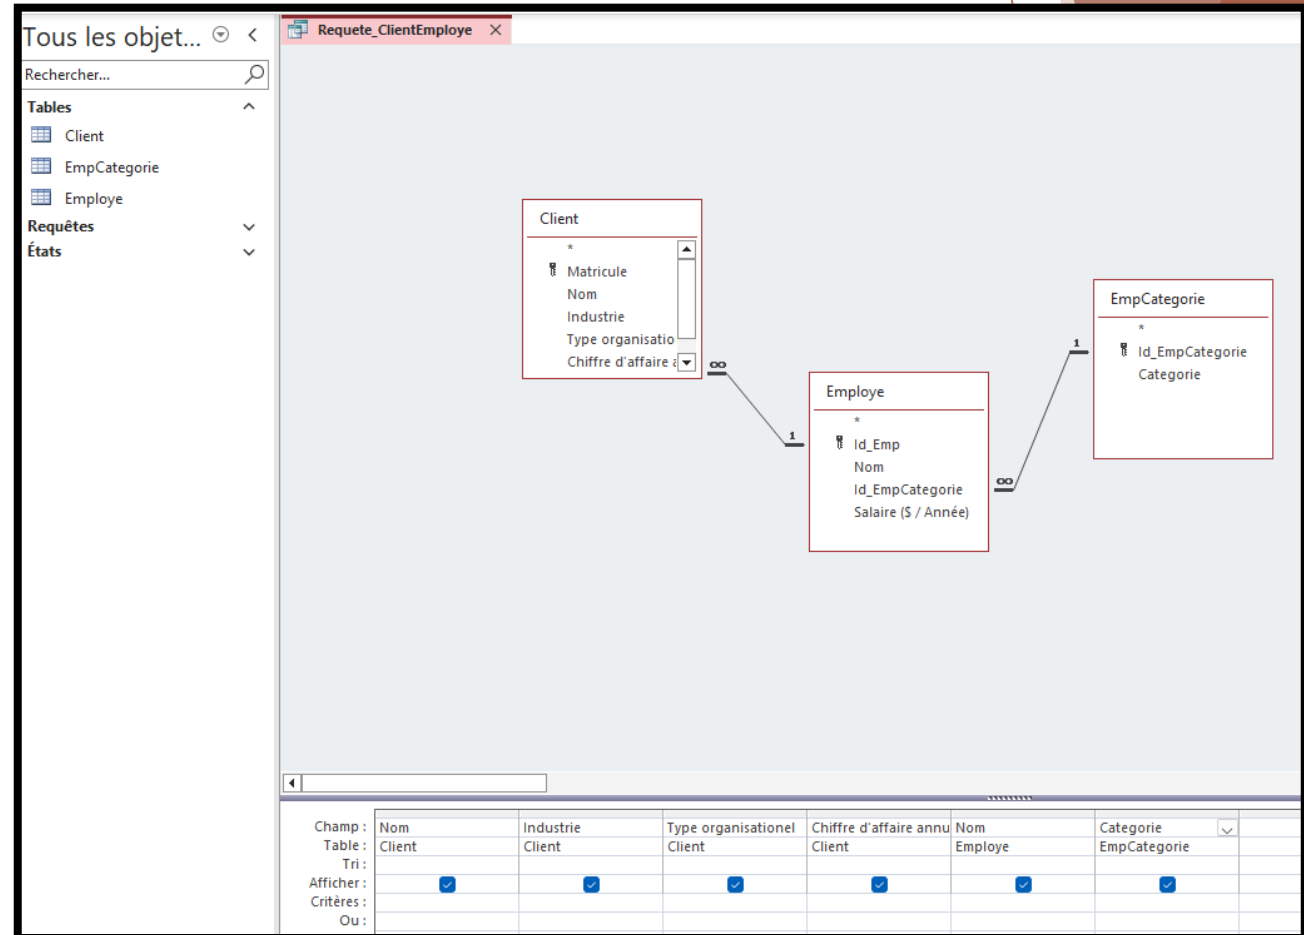 Tous les objet...
Rechercher...
Tables
Client
EmpCategorie
Employe
Requêtes
États
Requete_ClientEmploye
Client
*
Matricule
Nom
Industrie
Type organisatio
Chiffre d'affaire a
∞
1
Employe
*
Id_Emp
Nom
Id_EmpCategorie
Salaire ($ / Année)
∞
1
EmpCategorie
*
Id_EmpCategorie
Categorie
Champ : Nom Industrie Type organisationel Chiffre d'affaire annu Nom Categorie
Table : Client Client Client Client Employe EmpCategorie
Tri :
Afficher :
Critères :
Ou :